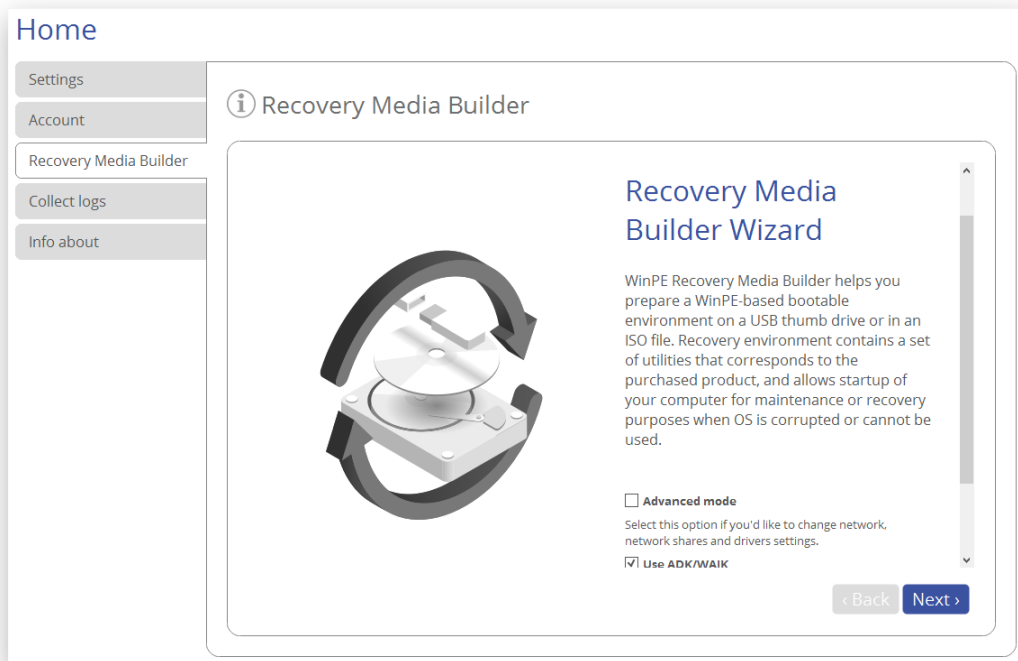 Home
Settings
Account
Recovery Media Builder
Collect logs
Info about
Recovery Media Builder
Recovery Media
Builder Wizard
WinPE Recovery Media Builder helps you
prepare a WinPE-based bootable
environment on a USB thumb drive or in an
ISO file. Recovery environment contains a set
of utilities that corresponds to the
purchased product, and allows startup of
your computer for maintenance or recovery
purposes when OS is corrupted or cannot be
used.
Advanced mode
Select this option if you'd like to change network,
network shares and drivers settings.
Use ADK/WAIK
‹ Back
Next ›